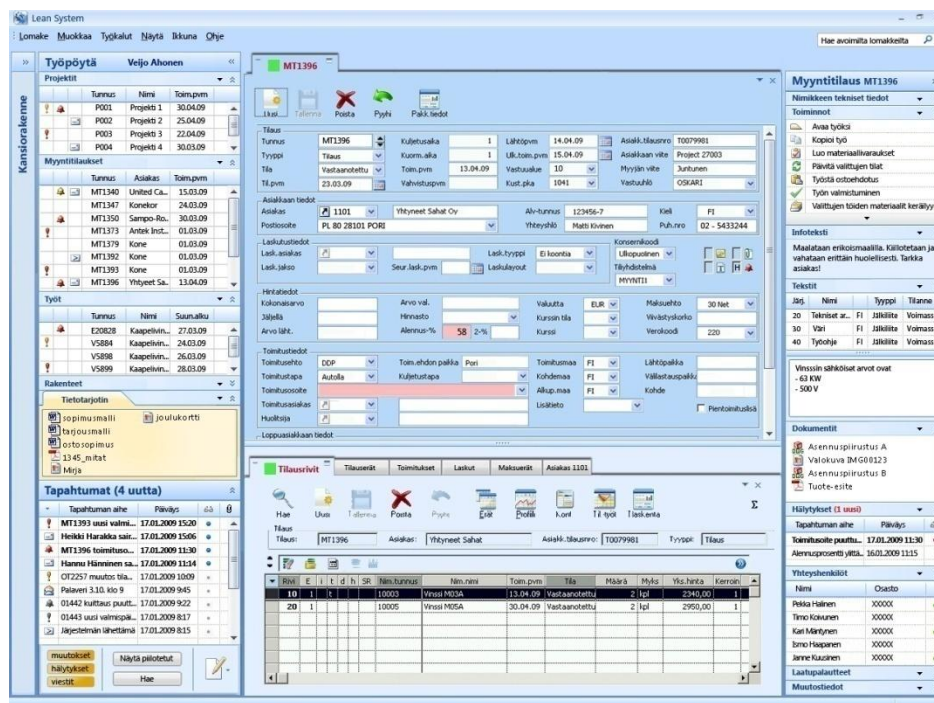 Lean System
Lomake Muokkaa Työkalut Näytä Ikkuna Ohje
Hae avoimilta lomakkeilta
Kansiorakenne
Työpöytä Veijo Ahonen
Projektit
Tunnus Nimi Toim.pvm
P001 Projekti 1 30.04.09
P002 Projekti 2 25.04.09
P003 Projekti 3 22.04.09
P004 Projekti 4 30.03.09
Myyntitilaukset
Tunnus Asiakas Toim.pvm
MT1340 United Ca... 15.03.09
MT1347 Konekor 24.03.09
MT1350 Sampo-Ro... 30.03.09
MT1373 Antek Inst... 01.03.09
MT1379 Kone 01.03.09
MT1392 Kone 01.03.09
MT1393 Kone 01.03.09
MT1396 Yhtyeet Sa... 13.04.09
Työt
Tunnus Nimi Suun.alku
E20828 Kaapelivin... 27.03.09
V5884 Kaapelivin... 24.03.09
V5898 Kaapelivin... 26.03.09
V5899 Kaapelivin... 28.03.09
Rakenteet
Tietotarjotin
sopimusmalli joulukortti
tarjousmalli
ostosopimus
1345_mitat
Mirja
Tapahtumat (4 uutta)
Tapahtuman aihe Päiväys
MT1393 uusi valmi... 17.01.2009 15:20
Heikki Harakka sair... 17.01.2009 15:06
MT1396 toimituso... 17.01.2009 11:30
Hannu Hänninen sa... 17.01.2009 11:14
OT2257 muutos tila... 17.01.2009 10:09
Palaveri 3.10. klo 9 17.01.2009 9:45
01442 kuittaus puutt... 17.01.2009 9:22
01443 uusi valmispäi... 17.01.2009 8:17
Järjestelmän lähettämä 17.01.2009 8:15
muutokset
hälytykset
viestit
Näytä piilotetut
Hae
MT1396
Uusi Tallenna Poista Pyyhi Pakk.tiedot
Tilaus
Tunnus MT1396 Kuljetusaika 1 Lähtöpvm 14.04.09 Asiakk.tilausnro T0079981
Tyyppi Tilaus Kuorm.aika 1 Ulk.toim.pvm 15.04.09 Asiakkaan viite Project 27003
Tila Vastaanotettu Toim.pvm 13.04.09 Vastuualue 10 Myyjän viite Juntunen
Til.pvm 23.03.09 Vahvistuspvm Kust.pka 1041 Vastuuhlö OSKARI
Asiakkaan tiedot
Asiakas 1101 Yhtyneet Sahat Oy Alv-tunnus 123456-7 Kieli FI
Postiosoite PL 80 28101 PORI Yhteyshlö Matti Kivinen Puh.nro 02 - 5433244
Laskutustiedot
Konsernikoodi
Lask.asiakas Lask.tyyppi Ei koontia Ulkopuolinen
Lask.jakso Seur.lask.pvm Laskulayout Tiliyhdistelmä
MYYNTI1
Hintatiedot
Kokonaisarvo Arvo val. Valuutta EUR Maksuehto 30 Net
Jäljellä Hinnasto Kurssin tila Viivästyskorko
Arvo läht. Alennus-% 58 2-% Kurssi Verokoodi 220
Toimitustiedot
Toimitusehto DDP Toim.ehdon paikka Pori Toimitusmaa FI Lähtöpaikka
Toimitustapa Autolla Kuljetustapa Kohdemaa FI Välilastauspaikka
Toimitusosoite Alkup.maa FI Kohde
Toimitusasiakas Lisätieto
Huolitsija Pientoimituslisä
Loppuasiakkaan tiedot
Tilausrivit Tilauserät Toimitukset Laskut Maksuerät Asiakas 1101
Hae Uusi Tallenna Poista Pyyhi Erät Profiili Konf Til.työt Tilask.enta Σ
Tilaus
Tilaus: MT1396 Asiakas: Yhtyneet Sahat Asiakk.tilausnro: T0079981 Tyyppi: Tilaus
Rivi E i t d h SR Nim.tunnus Nim.nimi Toim.pvm Tila Määrä Myks Yks.hinta Kerroin
10 1 t 10003 Vinssi M03A 13.04.09 Vastaanotettu 2 kpl 2340,00 1
20 1 10005 Vinssi M05A 30.04.09 Vastaanotettu 2 kpl 2950,00 1
Myyntitilaus MT1396
Nimikkeen tekniset tiedot
Toiminnot
Avaa työksi
Kopioi työ
Luo materiaalivaraukset
Päivitä valittujen tilat
Työstä ostoehdotus
Työn valmistuminen
Valittujen töiden materiaalit keräilyy
Infoteksti
Maalataan erikoismaalilla. Kiillotetaan ja
vahataan erittäin huolellisesti. Tarkka
asiakas!
Tekstit
Järj. Nimi Tyyppi Tilanne
20 Tekniset ar... FI Jälkiliite Voimass
30 Väri FI Jälkiliite Voimass
40 Työohje FI Jälkiliite Voimass
Vinsssin sähköiset arvot ovat
- 63 KW
- 500 V
Dokumentit
Asennuspiirustus A
Valokuva IMG00123
Asennuspiirustus B
Tuote-esite
Hälytykset (1 uusi)
Tapahtuman aihe Päiväys
Toimitusoite puuttu... 17.01.2009 11:30
Alennusprosentti ylittä... 16.01.2009 11:15
Yhteyshenkilöt
Nimi Osasto
Pekka Halinen XXXXX
Timo Koivunen XXXXX
Kari Mäntynen XXXXX
Ismo Haapanen XXXXX
Janne Kuusinen XXXXX
Laatupalautteet
Muutostiedot